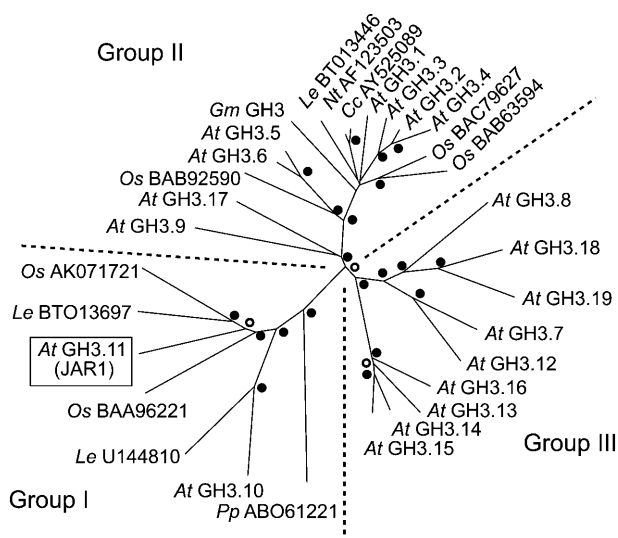 Group II
Le BT013446
Nt AF123503
Cc AY525089
At GH3.1
At GH3.3
At GH3.2
At GH3.4
Os BAC79627
Os BAB63594
Gm GH3
At GH3.5
At GH3.6
Os BAB92590
At GH3.17
At GH3.9
At GH3.8
At GH3.18
At GH3.19
At GH3.7
At GH3.12
At GH3.16
At GH3.13
At GH3.14
At GH3.15
Group III
Os AK071721
Le BTO13697
At GH3.11
(JAR1)
Os BAA96221
Le U144810
At GH3.10
Pp ABO61221
Group I